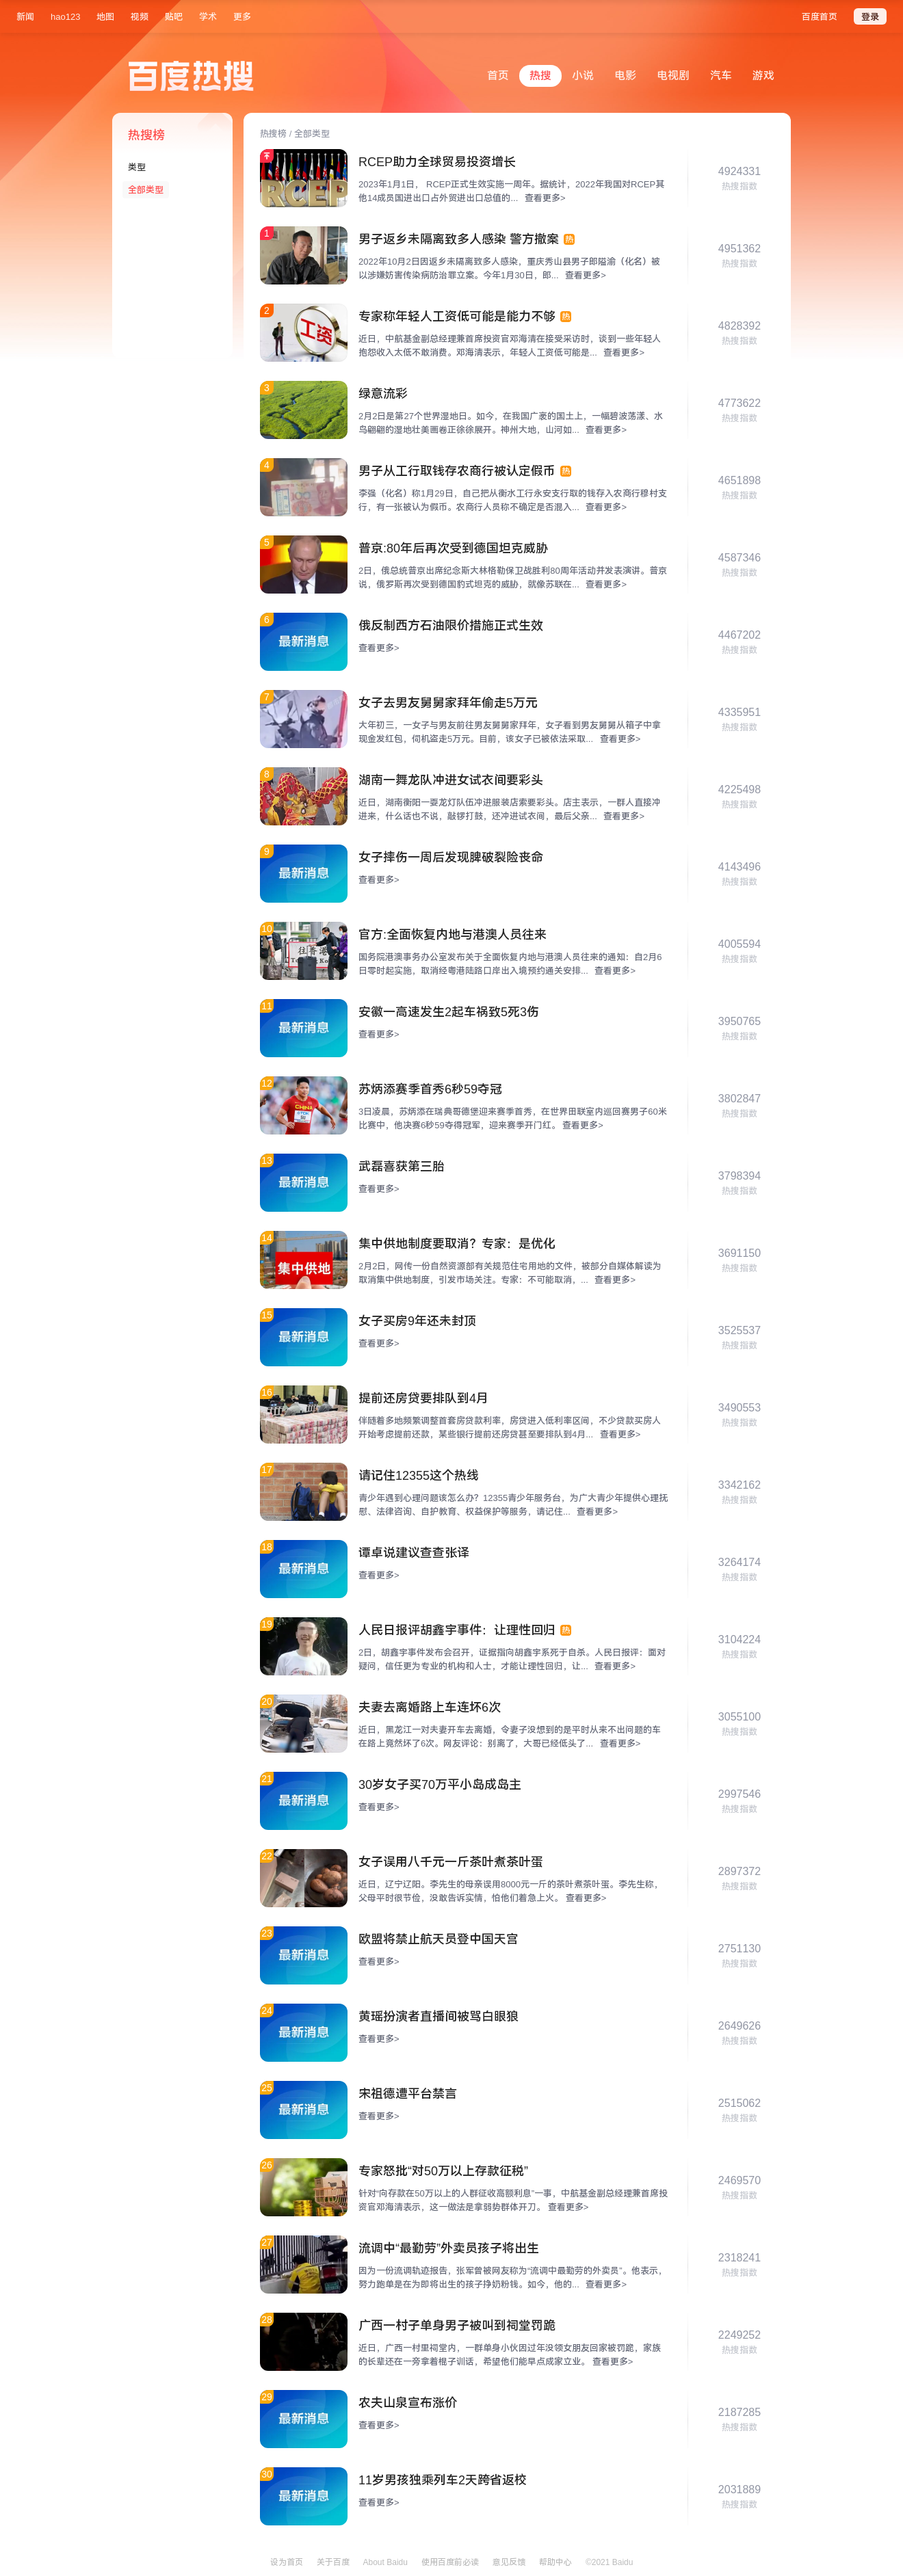 新闻 hao123 地图 视频 贴吧 学术 更多 百度首页 登录
百度热搜
首页 热搜 小说 电影 电视剧 汽车 游戏
热搜榜
类型
全部类型
热搜榜 / 全部类型
RCEP
RCEP助力全球贸易投资增长
2023年1月1日， RCEP正式生效实施一周年。据统计，2022年我国对RCEP其
他14成员国进出口占外贸进出口总值的... 查看更多>
4924331
热搜指数
1
男子返乡未隔离致多人感染 警方撤案 热
2022年10月2日因返乡未隔离致多人感染，重庆秀山县男子郎隘渝（化名）被
以涉嫌妨害传染病防治罪立案。今年1月30日，郎... 查看更多>
4951362
热搜指数
2
工资
专家称年轻人工资低可能是能力不够 热
近日，中航基金副总经理兼首席投资官邓海清在接受采访时，谈到一些年轻人
抱怨收入太低不敢消费。邓海清表示，年轻人工资低可能是... 查看更多>
4828392
热搜指数
3
绿意流彩
2月2日是第27个世界湿地日。如今，在我国广袤的国土上，一幅碧波荡漾、水
鸟翩翩的湿地壮美画卷正徐徐展开。神州大地，山河如... 查看更多>
4773622
热搜指数
4
男子从工行取钱存农商行被认定假币 热
李强（化名）称1月29日，自己把从衡水工行永安支行取的钱存入农商行穆村支
行，有一张被认为假币。农商行人员称不确定是否混入... 查看更多>
4651898
热搜指数
5
普京:80年后再次受到德国坦克威胁
2日，俄总统普京出席纪念斯大林格勒保卫战胜利80周年活动并发表演讲。普京
说，俄罗斯再次受到德国豹式坦克的威胁，就像苏联在... 查看更多>
4587346
热搜指数
6
最新消息
俄反制西方石油限价措施正式生效
查看更多>
4467202
热搜指数
7
女子去男友舅舅家拜年偷走5万元
大年初三，一女子与男友前往男友舅舅家拜年，女子看到男友舅舅从箱子中拿
现金发红包，伺机盗走5万元。目前，该女子已被依法采取... 查看更多>
4335951
热搜指数
8
湖南一舞龙队冲进女试衣间要彩头
近日，湖南衡阳一耍龙灯队伍冲进服装店索要彩头。店主表示，一群人直接冲
进来，什么话也不说，敲锣打鼓，还冲进试衣间，最后父亲... 查看更多>
4225498
热搜指数
9
最新消息
女子摔伤一周后发现脾破裂险丧命
查看更多>
4143496
热搜指数
10
往香港
官方:全面恢复内地与港澳人员往来
国务院港澳事务办公室发布关于全面恢复内地与港澳人员往来的通知：自2月6
日零时起实施，取消经粤港陆路口岸出入境预约通关安排... 查看更多>
4005594
热搜指数
11
最新消息
安徽一高速发生2起车祸致5死3伤
查看更多>
3950765
热搜指数
12
CHINA
苏炳添赛季首秀6秒59夺冠
3日凌晨，苏炳添在瑞典哥德堡迎来赛季首秀，在世界田联室内巡回赛男子60米
比赛中，他决赛6秒59夺得冠军，迎来赛季开门红。 查看更多>
3802847
热搜指数
13
最新消息
武磊喜获第三胎
查看更多>
3798394
热搜指数
14
集中供地
集中供地制度要取消？专家：是优化
2月2日，网传一份自然资源部有关规范住宅用地的文件，被部分自媒体解读为
取消集中供地制度，引发市场关注。专家：不可能取消，... 查看更多>
3691150
热搜指数
15
最新消息
女子买房9年还未封顶
查看更多>
3525537
热搜指数
16
提前还房贷要排队到4月
伴随着多地频繁调整首套房贷款利率，房贷进入低利率区间，不少贷款买房人
开始考虑提前还款，某些银行提前还房贷甚至要排队到4月... 查看更多>
3490553
热搜指数
17
请记住12355这个热线
青少年遇到心理问题该怎么办？12355青少年服务台，为广大青少年提供心理抚
慰、法律咨询、自护教育、权益保护等服务，请记住... 查看更多>
3342162
热搜指数
18
最新消息
谭卓说建议查查张译
查看更多>
3264174
热搜指数
19
人民日报评胡鑫宇事件：让理性回归 热
2日，胡鑫宇事件发布会召开，证据指向胡鑫宇系死于自杀。人民日报评：面对
疑问，信任更为专业的机构和人士，才能让理性回归，让... 查看更多>
3104224
热搜指数
20
夫妻去离婚路上车连坏6次
近日，黑龙江一对夫妻开车去离婚，令妻子没想到的是平时从来不出问题的车
在路上竟然坏了6次。网友评论：别离了，大哥已经低头了... 查看更多>
3055100
热搜指数
21
最新消息
30岁女子买70万平小岛成岛主
查看更多>
2997546
热搜指数
22
女子误用八千元一斤茶叶煮茶叶蛋
近日，辽宁辽阳。李先生的母亲误用8000元一斤的茶叶煮茶叶蛋。李先生称，
父母平时很节俭，没敢告诉实情，怕他们着急上火。 查看更多>
2897372
热搜指数
23
最新消息
欧盟将禁止航天员登中国天宫
查看更多>
2751130
热搜指数
24
最新消息
黄瑶扮演者直播间被骂白眼狼
查看更多>
2649626
热搜指数
25
最新消息
宋祖德遭平台禁言
查看更多>
2515062
热搜指数
26
专家怒批“对50万以上存款征税”
针对“向存款在50万以上的人群征收高额利息”一事，中航基金副总经理兼首席投
资官邓海清表示，这一做法是拿弱势群体开刀。 查看更多>
2469570
热搜指数
27
流调中“最勤劳”外卖员孩子将出生
因为一份流调轨迹报告，张军曾被网友称为“流调中最勤劳的外卖员”。他表示，
努力跑单是在为即将出生的孩子挣奶粉钱。如今，他的... 查看更多>
2318241
热搜指数
28
广西一村子单身男子被叫到祠堂罚跪
近日，广西一村里祠堂内，一群单身小伙因过年没领女朋友回家被罚跪，家族
的长辈还在一旁拿着棍子训话，希望他们能早点成家立业。 查看更多>
2249252
热搜指数
29
最新消息
农夫山泉宣布涨价
查看更多>
2187285
热搜指数
30
最新消息
11岁男孩独乘列车2天跨省返校
查看更多>
2031889
热搜指数
设为首页 关于百度 About Baidu 使用百度前必读 意见反馈 帮助中心 ©2021 Baidu